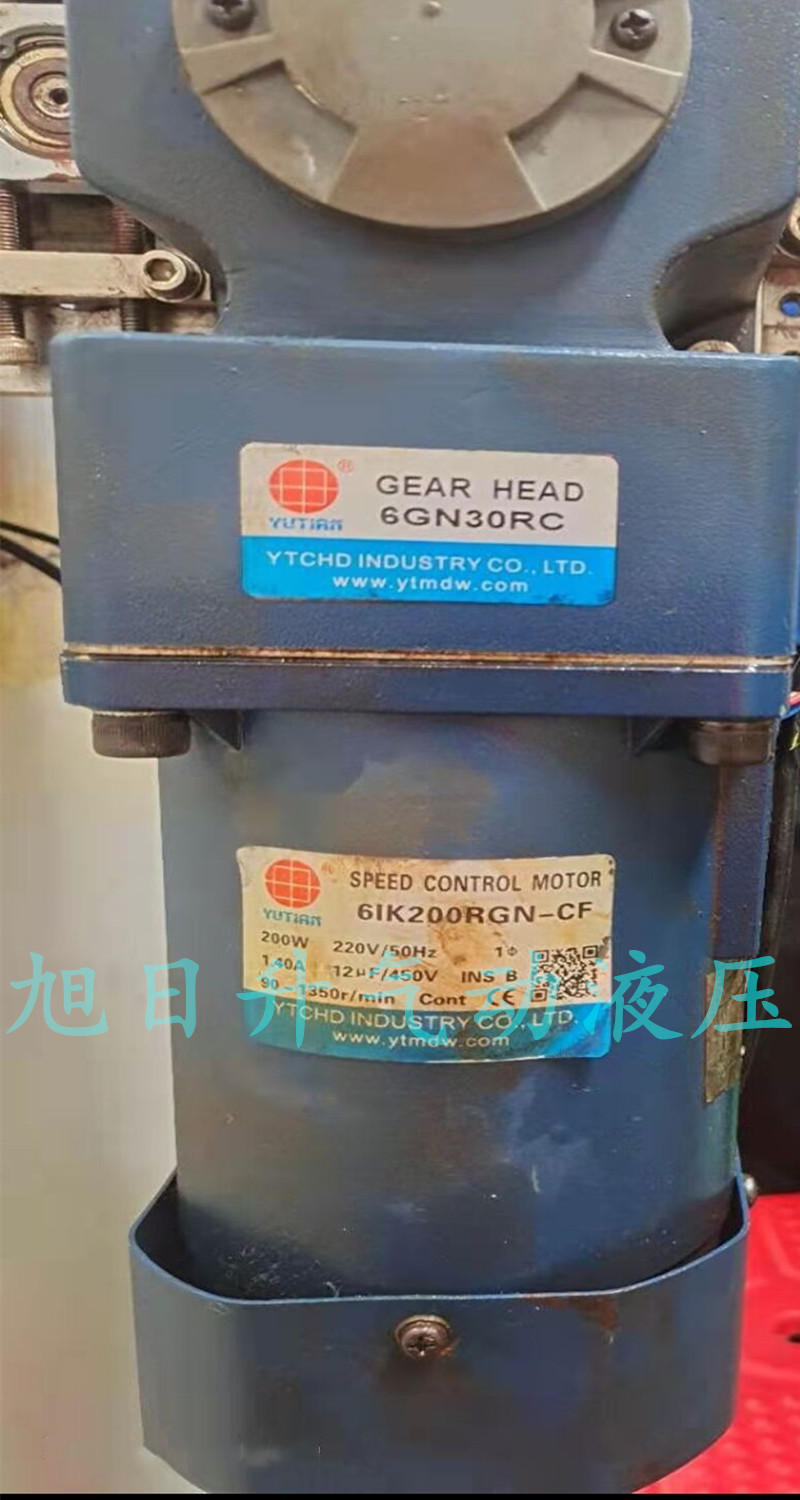 ®
YUTIAN
GEAR HEAD
6GN30RC
YTCHD INDUSTRY CO., LTD.
www.ytmdw.com
®
YUTIAN
SPEED CONTROL MOTOR
6IK200RGN-CF
200W 220V/50Hz 1Φ
1.40A 12μF/450V INS B
90~1350r/min Cont CE
旭日升气动液压
YTCHD INDUSTRY CO., LTD.
www.ytmdw.com